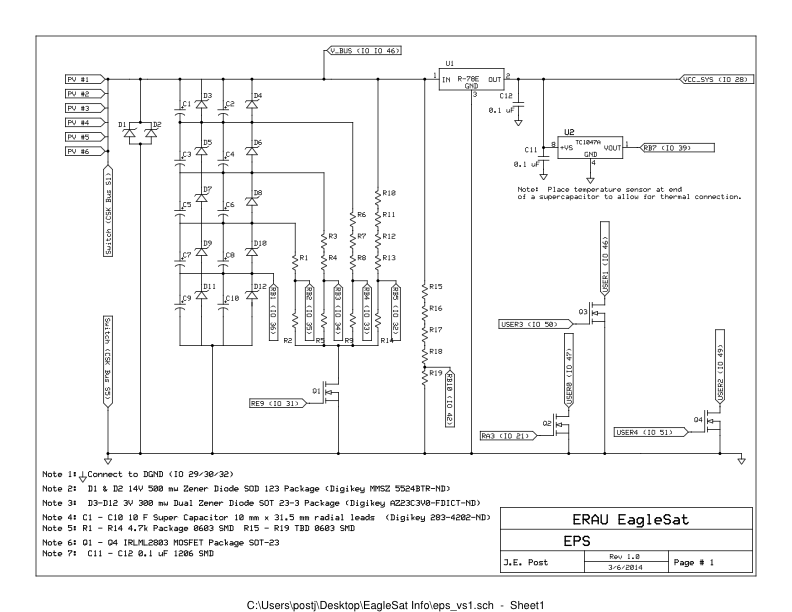 V_BUS (IO IO 46)
U1
1 IN R-78E OUT 2
GND
3
C12
0.1 uF
VCC_SYS (IO 28)
PV #1
PV #2
PV #3
PV #4
PV #5
PV #6
D1
D2
C1
D3
C2
D4
C3
D5
C4
D6
C5
D7
C6
D8
C7
D9
C8
D10
C9
D11
C10
D12
U2
TC1047A
8 +VS VOUT 1
GND
4
RB7 (IO 39)
C11
0.1 uF
Note: Place temperature sensor at end
of a supercapacitor to allow for thermal connection.
Switch (CSK Bus S1)
Switch (CSK Bus S5)
R10
R6
R11
R3
R7
R12
R1
R4
R8
R13
RB1 (IO 36)
RB2 (IO 35)
RB3 (IO 34)
RB4 (IO 33)
RB5 (IO 32)
R2
R5
R9
R14
R15
R16
R17
R18
R19
RB10 (IO 42)
Q1
RE9 (IO 31)
USER1 (IO 46)
Q3
USER3 (IO 50)
USER0 (IO 47)
Q2
RA3 (IO 21)
USER2 (IO 49)
Q4
USER4 (IO 51)
Note 1: Connect to DGND (IO 29/30/32)
Note 2: D1 & D2 14V 500 mw Zener Diode SOD 123 Package (Digikey MMSZ 5524BTR-ND)
Note 3: D3-D12 3V 300 mw Dual Zener Diode SOT 23-3 Package (Digikey AZ23C3V0-FDICT-ND)
Note 4: C1 - C10 10 F Super Capacitor 10 mm x 31.5 mm radial leads (Digikey 283-4202-ND)
Note 5: R1 - R14 4.7k Package 0603 SMD R15 - R19 TBD 0603 SMD
Note 6: Q1 - Q4 IRLML2803 MOSFET Package SOT-23
Note 7: C11 - C12 0.1 uF 1206 SMD
ERAU EagleSat
EPS
J.E. Post
Rev 1.0
3/6/2014
Page # 1
C:\Users\postj\Desktop\EagleSat Info\eps_vs1.sch - Sheet1